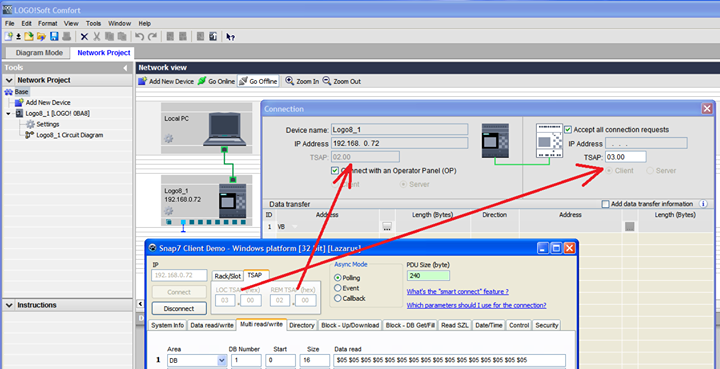 LOGO!Soft Comfort
File Edit Format View Tools Window Help
Diagram Mode Network Project
Tools
Network Project
Base
Add New Device
Logo8_1 [LOGO! 0BA8]
Settings
Logo8_1 Circuit Diagram
Instructions
Network view
Add New Device Go Online Go Offline Zoom In Zoom Out
Local PC
Logo8_1
192.168.0.72
Connection
Device name: Logo8_1
IP Address 192.168. 0. 72
TSAP: 02.00
Connect with an Operator Panel (OP)
Client Server
Accept all connection requests
IP Address . . .
TSAP: 03.00
Client Server
Data transfer
Add data transfer information
ID Address Length (Bytes) Direction Address Length (Bytes)
1 VB ...
Snap7 Client Demo - Windows platform [32 bit] [Lazarus]
IP
192.168.0.72
Connect
Disconnect
Rack/Slot TSAP
LOC TSAP (hex) REM TSAP (hex)
03 . 00 02 . 00
Async Mode
Polling
Event
Callback
PDU Size (byte)
240
What's the "smart connect" feature ?
Which parameters should I use for the connection?
System Info Data read/write Multi read/write Directory Block - Up/Download Block - DB Get/Fill Read SZL Date/Time Control Security
Area DB Number Start Size Data read
1 DB 1 0 16 $05 $05 $05 $05 $05 $05 $05 $05 $05 $05 $05 $05 $05 $05 $05 $05